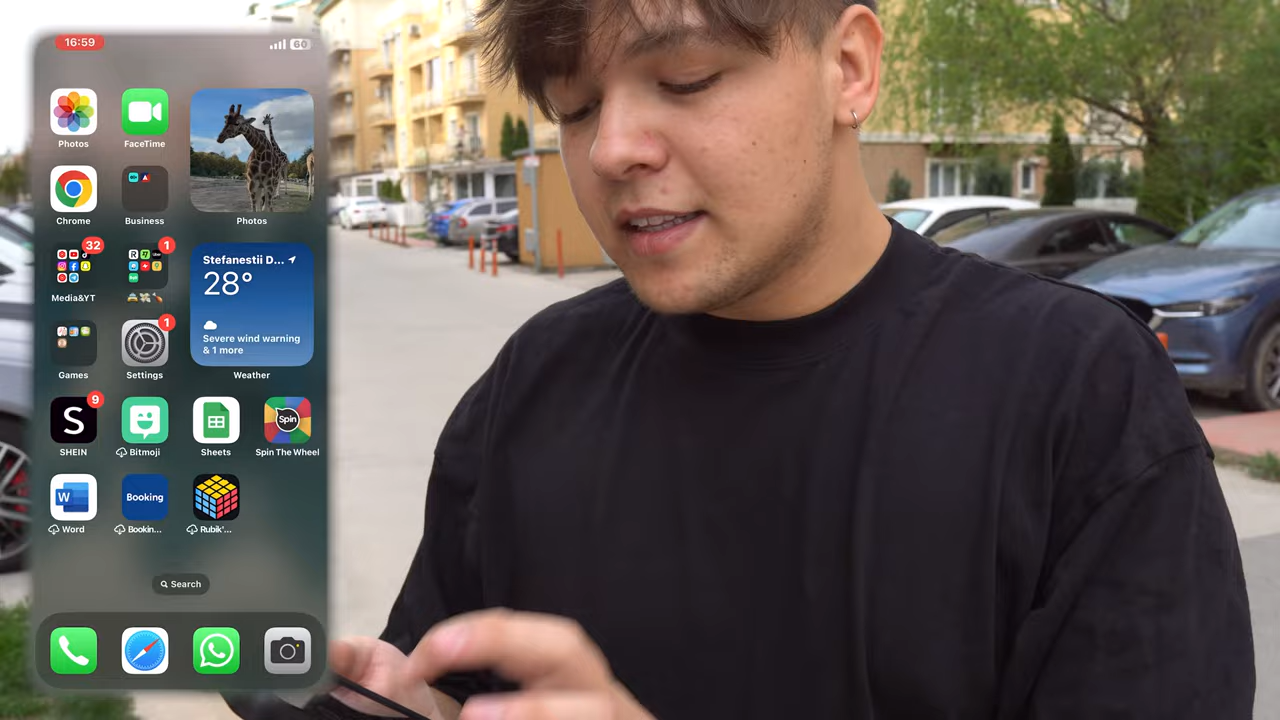 16:59
60
Photos
FaceTime
Photos
Chrome
Business
32
1
Media&YT
Stefanestii D...
28°
Severe wind warning
& 1 more
Weather
1
Games
Settings
S
9
Spin
SHEIN
Bitmoji
Sheets
Spin The Wheel
W
Booking
Word
Bookin...
Rubik'...
Search